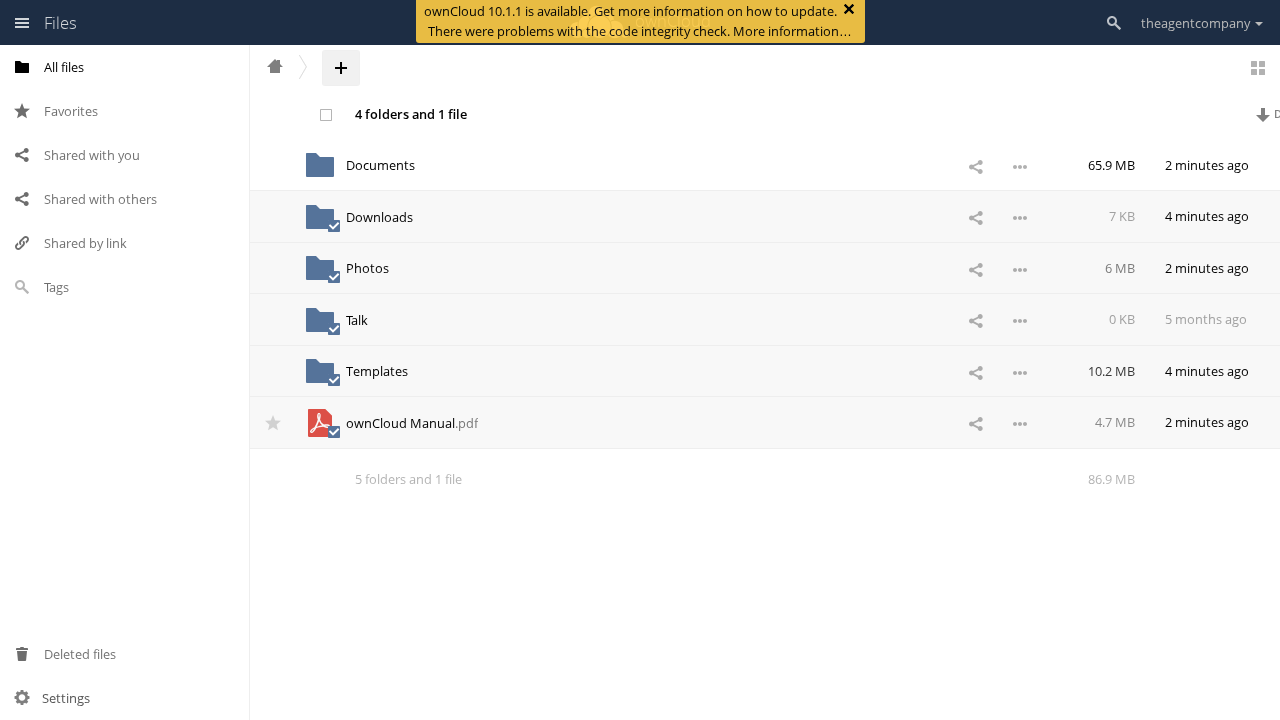 Files
ownCloud 10.1.1 is available. Get more information on how to update.
There were problems with the code integrity check. More information…
theagentcompany
All files
Favorites
Shared with you
Shared with others
Shared by link
Tags
Deleted files
Settings
4 folders and 1 file
Documents 65.9 MB 2 minutes ago
Downloads 7 KB 4 minutes ago
Photos 6 MB 2 minutes ago
Talk 0 KB 5 months ago
Templates 10.2 MB 4 minutes ago
ownCloud Manual.pdf 4.7 MB 2 minutes ago
5 folders and 1 file 86.9 MB